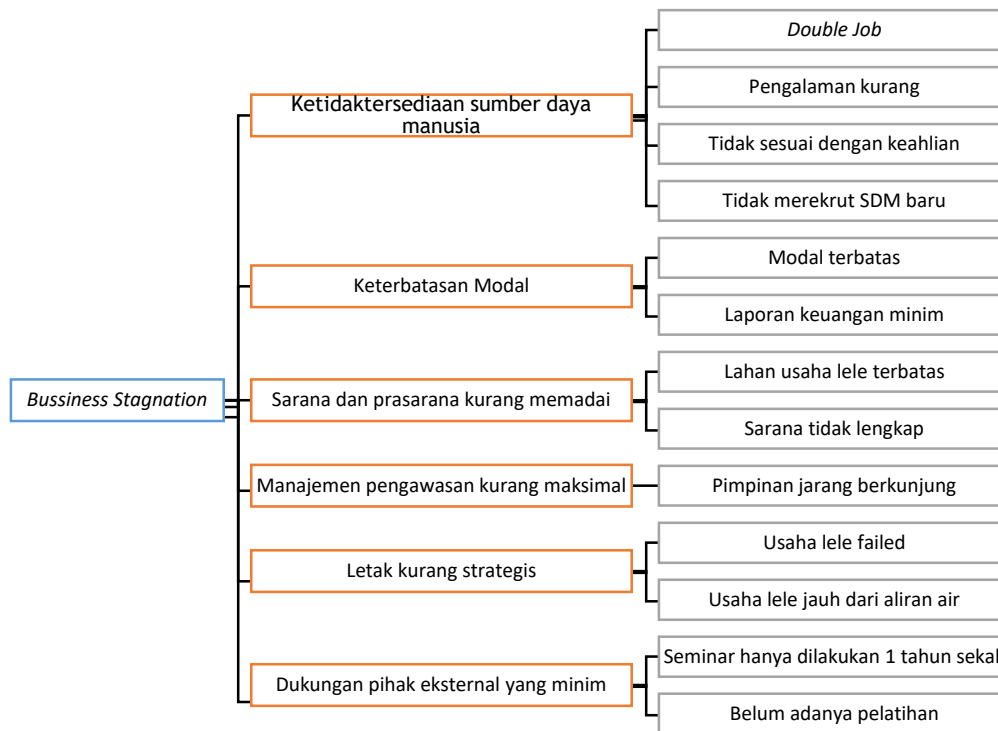 Bussiness Stagnation
Ketidaktersediaan sumber daya
manusia
Double Job
Pengalaman kurang
Tidak sesuai dengan keahlian
Tidak merekrut SDM baru
Keterbatasan Modal
Modal terbatas
Laporan keuangan minim
Sarana dan prasarana kurang memadai
Lahan usaha lele terbatas
Sarana tidak lengkap
Manajemen pengawasan kurang maksimal
Pimpinan jarang berkunjung
Letak kurang strategis
Usaha lele failed
Usaha lele jauh dari aliran air
Dukungan pihak eksternal yang minim
Seminar hanya dilakukan 1 tahun sekal
Belum adanya pelatihan